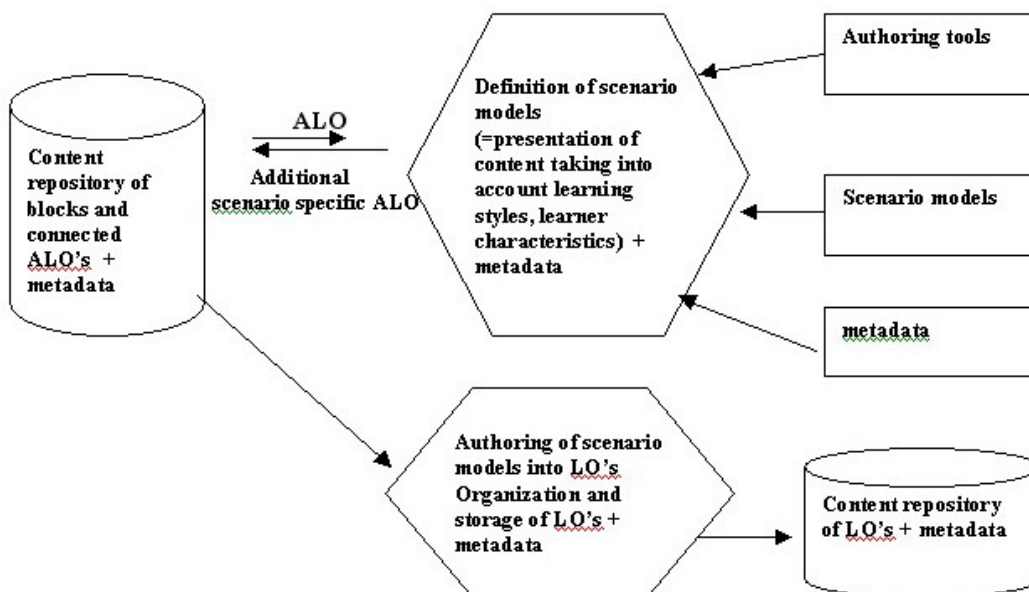 Content
repository of
blocks and
connected
ALO's + 
metadata
ALO
Additional
scenario specific ALO
Definition of scenario
models
(=presentation of
content taking into
account learning
styles, learner
characteristics) +
metadata
Authoring tools
Scenario models
metadata
Authoring of scenario
models into LO's
Organization and
storage of LO's +
metadata
Content repository
of LO's + metadata